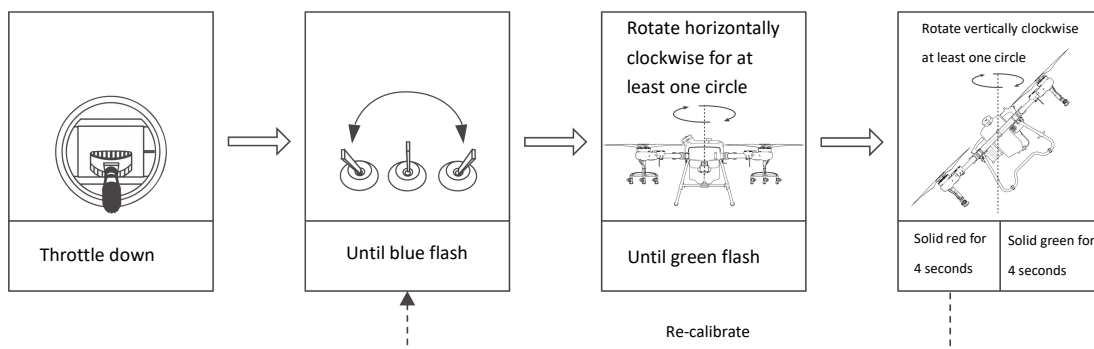 Throttle down
Until blue flash
Rotate horizontally
clockwise for at
least one circle
Until green flash
Rotate vertically clockwise
at least one circle
Solid red for
4 seconds
Solid green for
4 seconds
Re-calibrate